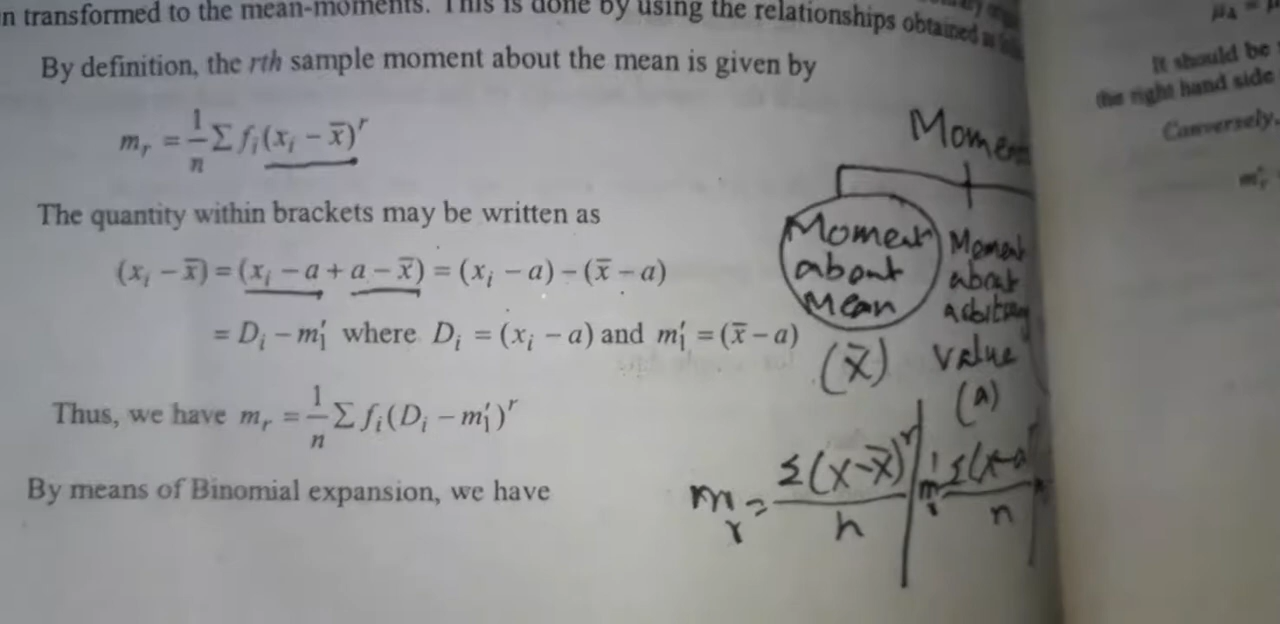 n transformed to the mean-moments. This is done by using the relationships obtained
By definition, the rth sample moment about the mean is given by
m_r = 1/n Σ f_i(x_i − x̄)^r
The quantity within brackets may be written as
(x_i − x̄) = (x_i − a + a − x̄) = (x_i − a) − (x̄ − a)
= D_i − m′_1 where D_i = (x_i − a) and m′_1 = (x̄ − a)
Thus, we have m_r = 1/n Σ f_i(D_i − m′_1)^r
By means of Binomial expansion, we have
Momen
Moment
about
Mean
(x̄)
Moment
about
value
(a)
m_r = Σ(x−x̄)^r / n
m′_r = Σ(x−a / n
μ₄ =
It should be
the right hand side
Conversely,
m′_r